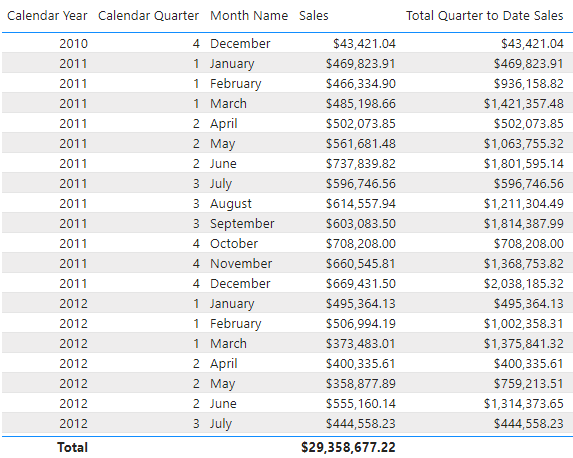 Calendar Year Calendar Quarter Month Name Sales Total Quarter to Date Sales
2010 4 December $43,421.04 $43,421.04
2011 1 January $469,823.91 $469,823.91
2011 1 February $466,334.90 $936,158.82
2011 1 March $485,198.66 $1,421,357.48
2011 2 April $502,073.85 $502,073.85
2011 2 May $561,681.48 $1,063,755.32
2011 2 June $737,839.82 $1,801,595.14
2011 3 July $596,746.56 $596,746.56
2011 3 August $614,557.94 $1,211,304.49
2011 3 September $603,083.50 $1,814,387.99
2011 4 October $708,208.00 $708,208.00
2011 4 November $660,545.81 $1,368,753.82
2011 4 December $669,431.50 $2,038,185.32
2012 1 January $495,364.13 $495,364.13
2012 1 February $506,994.19 $1,002,358.31
2012 1 March $373,483.01 $1,375,841.32
2012 2 April $400,335.61 $400,335.61
2012 2 May $358,877.89 $759,213.51
2012 2 June $555,160.14 $1,314,373.65
2012 3 July $444,558.23 $444,558.23
Total $29,358,677.22